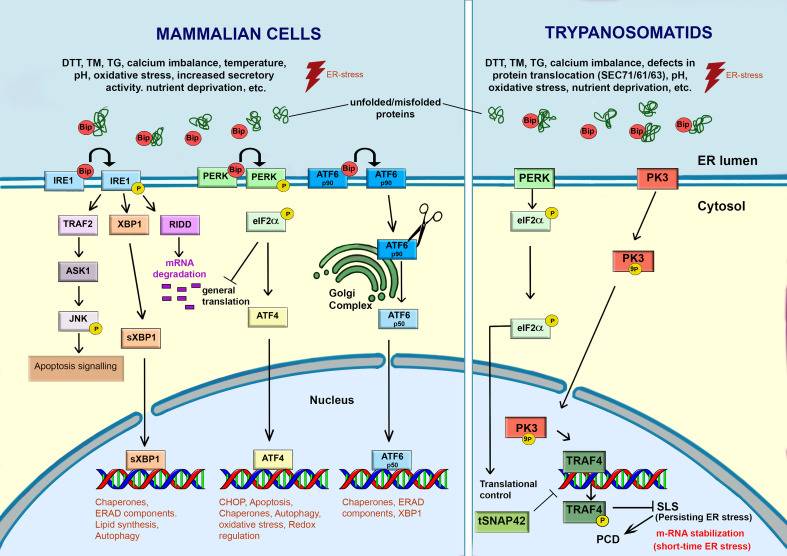 MAMMALIAN CELLS
DTT, TM, TG, calcium imbalance, temperature,
pH, oxidative stress, increased secretory
activity. nutrient deprivation, etc.
ER-stress
unfolded/misfolded
proteins
Bip
Bip
Bip
Bip
IRE1
Bip
IRE1
P
PERK
Bip
PERK
P
ATF6
p90
Bip
ATF6
p90
TRAF2
XBP1
RIDD
eIF2α
P
ASK1
mRNA
degradation
general
translation
ATF6
p90
Golgi
Complex
JNK
P
sXBP1
ATF4
ATF6
p50
Apoptosis signalling
Nucleus
sXBP1
ATF4
ATF6
p50
Chaperones,
ERAD components.
Lipid synthesis,
Autophagy
CHOP, Apoptosis,
Chaperones, Autophagy,
oxidative stress, Redox
regulation
Chaperones, ERAD
components, XBP1
TRYPANOSOMATIDS
DTT, TM, TG, calcium imbalance, defects in
protein translocation (SEC71/61/63), pH,
oxidative stress, nutrient deprivation, etc.
ER-stress
Bip
Bip
Bip
Bip
ER lumen
PERK
PK3
Cytosol
eIF2α
P
PK3
9P
eIF2α
P
PK3
9P
TRAF4
Translational
control
tSNAP42
TRAF4
P
SLS
(Persisting ER stress)
PCD
m-RNA stabilization
(short-time ER stress)